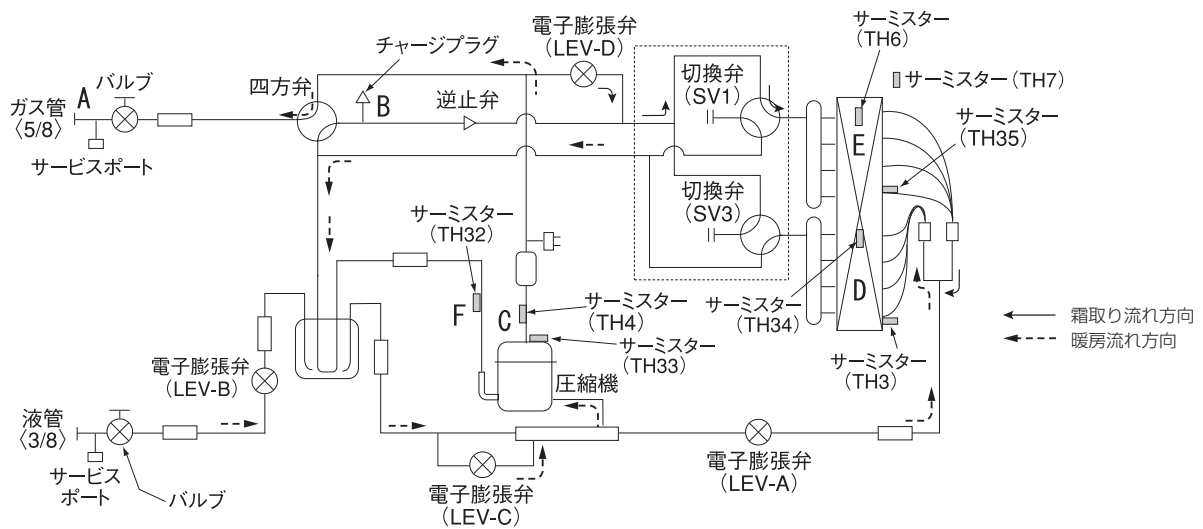 サーミスター
(TH6)
電子膨張弁
(LEV-D)
チャージプラグ
切換弁
(SV1)
サーミスター (TH7)
バルブ
四方弁
ガス管
〈5/8〉
A
B
逆止弁
E
サーミスター
(TH35)
サービスポート
切換弁
(SV3)
サーミスター
(TH32)
F
C
サーミスター
(TH4)
サーミスター
(TH34)
D
サーミスター
(TH33)
サーミスター
(TH3)
霜取り流れ方向
暖房流れ方向
電子膨張弁
(LEV-B)
圧縮機
液管
〈3/8〉
サービス
ポート
バルブ
電子膨張弁
(LEV-C)
電子膨張弁
(LEV-A)